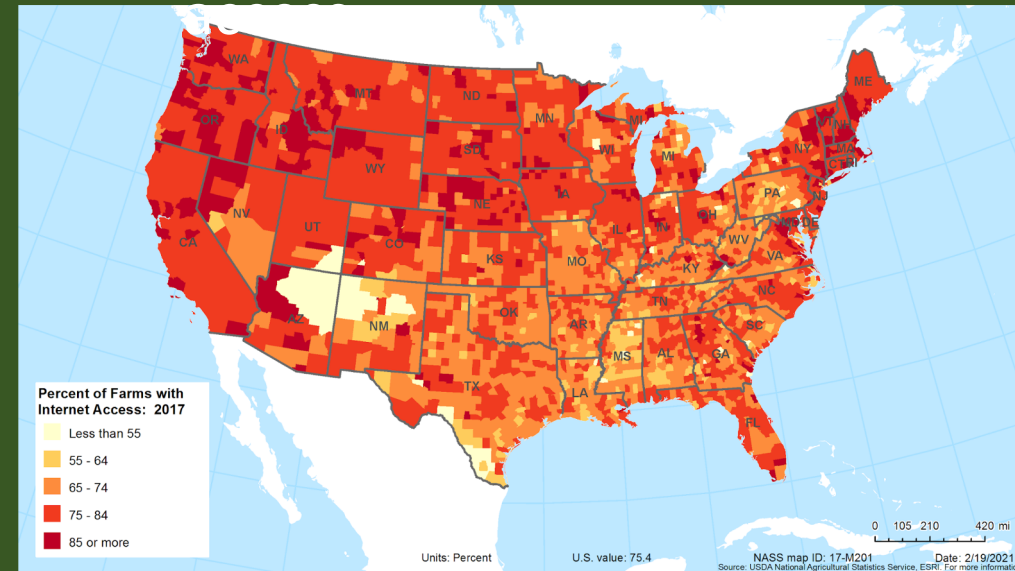 WA
MT
ND
MN
ME
OR
ID
SD
WI
MI
MI
VT
NH
NY
MA
CT
RI
WY
IA
NE
PA
NJ
NV
UT
CO
IL
IN
OH
MD
DE
CA
KS
MO
WV
VA
KY
AZ
NM
OK
AR
TN
NC
SC
TX
LA
MS
AL
GA
FL
Percent of Farms with
Internet Access: 2017
Less than 55
55 - 64
65 - 74
75 - 84
85 or more
0 105 210 420 mi
Units: Percent
U.S. value: 75.4
NASS map ID: 17-M201
Date: 2/19/2021
Source: USDA National Agricultural Statistics Service, ESRI. For more